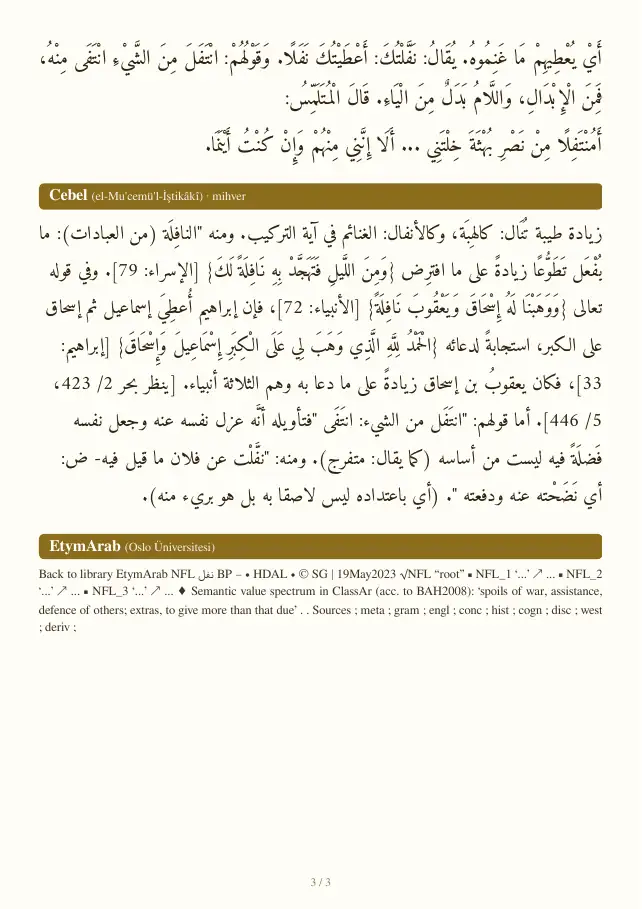 أَيْ يُعْطِيهِمْ مَا غَنِمُوهُ. يُقَالُ: نَفَّلْتُكَ: أَعْطَيْتُكَ نَفَلًا. وَقَوْلُهُمْ: انْتَفَلَ مِنَ الشَّيْءِ انْتَفَى مِنْهُ،
فَمِنَ الْإِبْدَالِ، وَاللَّامُ بَدَلٌ مِنَ الْيَاءِ. قَالَ الْمُتَلَمِّسُ:
أَمُنْتَفِلًا مِنْ نَصْرِ بُهْثَةَ خِلْتَنِي ... أَلَا إِنَّنِي مِنْهُمْ وَإِنْ كُنْتُ أَيْنَمَا.
Cebel (el-Mu'cemü'l-İştikâkî) · mihver
زيادة طيبة تُنَال: كالهِبَة، وكالأنفال: الغنائم في آية التركيب. ومنه "النافِلَة (من العبادات): ما
يُفْعَل تَطَوُّعًا زيادةً على ما افترِض {وَمِنَ اللَّيلِ فَتَهَجَّدْ بِهِ نَافِلَةً لَكَ} [الإسراء: 79]. وفي قوله
تعالى {وَوَهَبْنَا لَهُ إِسْحَاقَ وَيَعْقُوبَ نَافِلَةً} [الأنبياء: 72]، فإن إبراهيم أُعطِيَ إسماعيل ثم إسحاق
على الكبر، استجابةً لدعائه {الْحَمْدُ لِلَّهِ الَّذِي وَهَبَ لِي عَلَى الْكِبَرِ إِسْمَاعِيلَ وَإِسْحَاقَ} [إبراهيم:
33]، فكان يعقوبُ بن إسحاق زيادةً على ما دعا به وهم الثلاثة أنبياء. [ينظر بحر 2/ 423،
5/ 446]. أما قولهم: "انتَفَل من الشيء: انتَفَى "فتأويله أنَّه عزل نفسه عنه وجعل نفسه
فَضلَةً فيه ليست من أساسه (كما يقال: متفرج). ومنه: "نفَّلْت عن فلان ما قيل فيه- ض:
أي نَضَحْته عنه ودفعته ". (أي باعتداده ليس لاصقا به بل هو بريء منه).
EtymArab (Oslo Üniversitesi)
Back to library EtymArab NFL نفل BP – • HDAL • © SG | 19May2023 √NFL “root” ▪ NFL_1 ‘...’ ↗ ... ▪ NFL_2
‘...’ ↗ ... ▪ NFL_3 ‘...’ ↗ ... ♦ Semantic value spectrum in ClassAr (acc. to BAH2008): ‘spoils of war, assistance,
defence of others; extras, to give more than that due’ . . Sources ; meta ; gram ; engl ; conc ; hist ; cogn ; disc ; west
; deriv ;
3 / 3